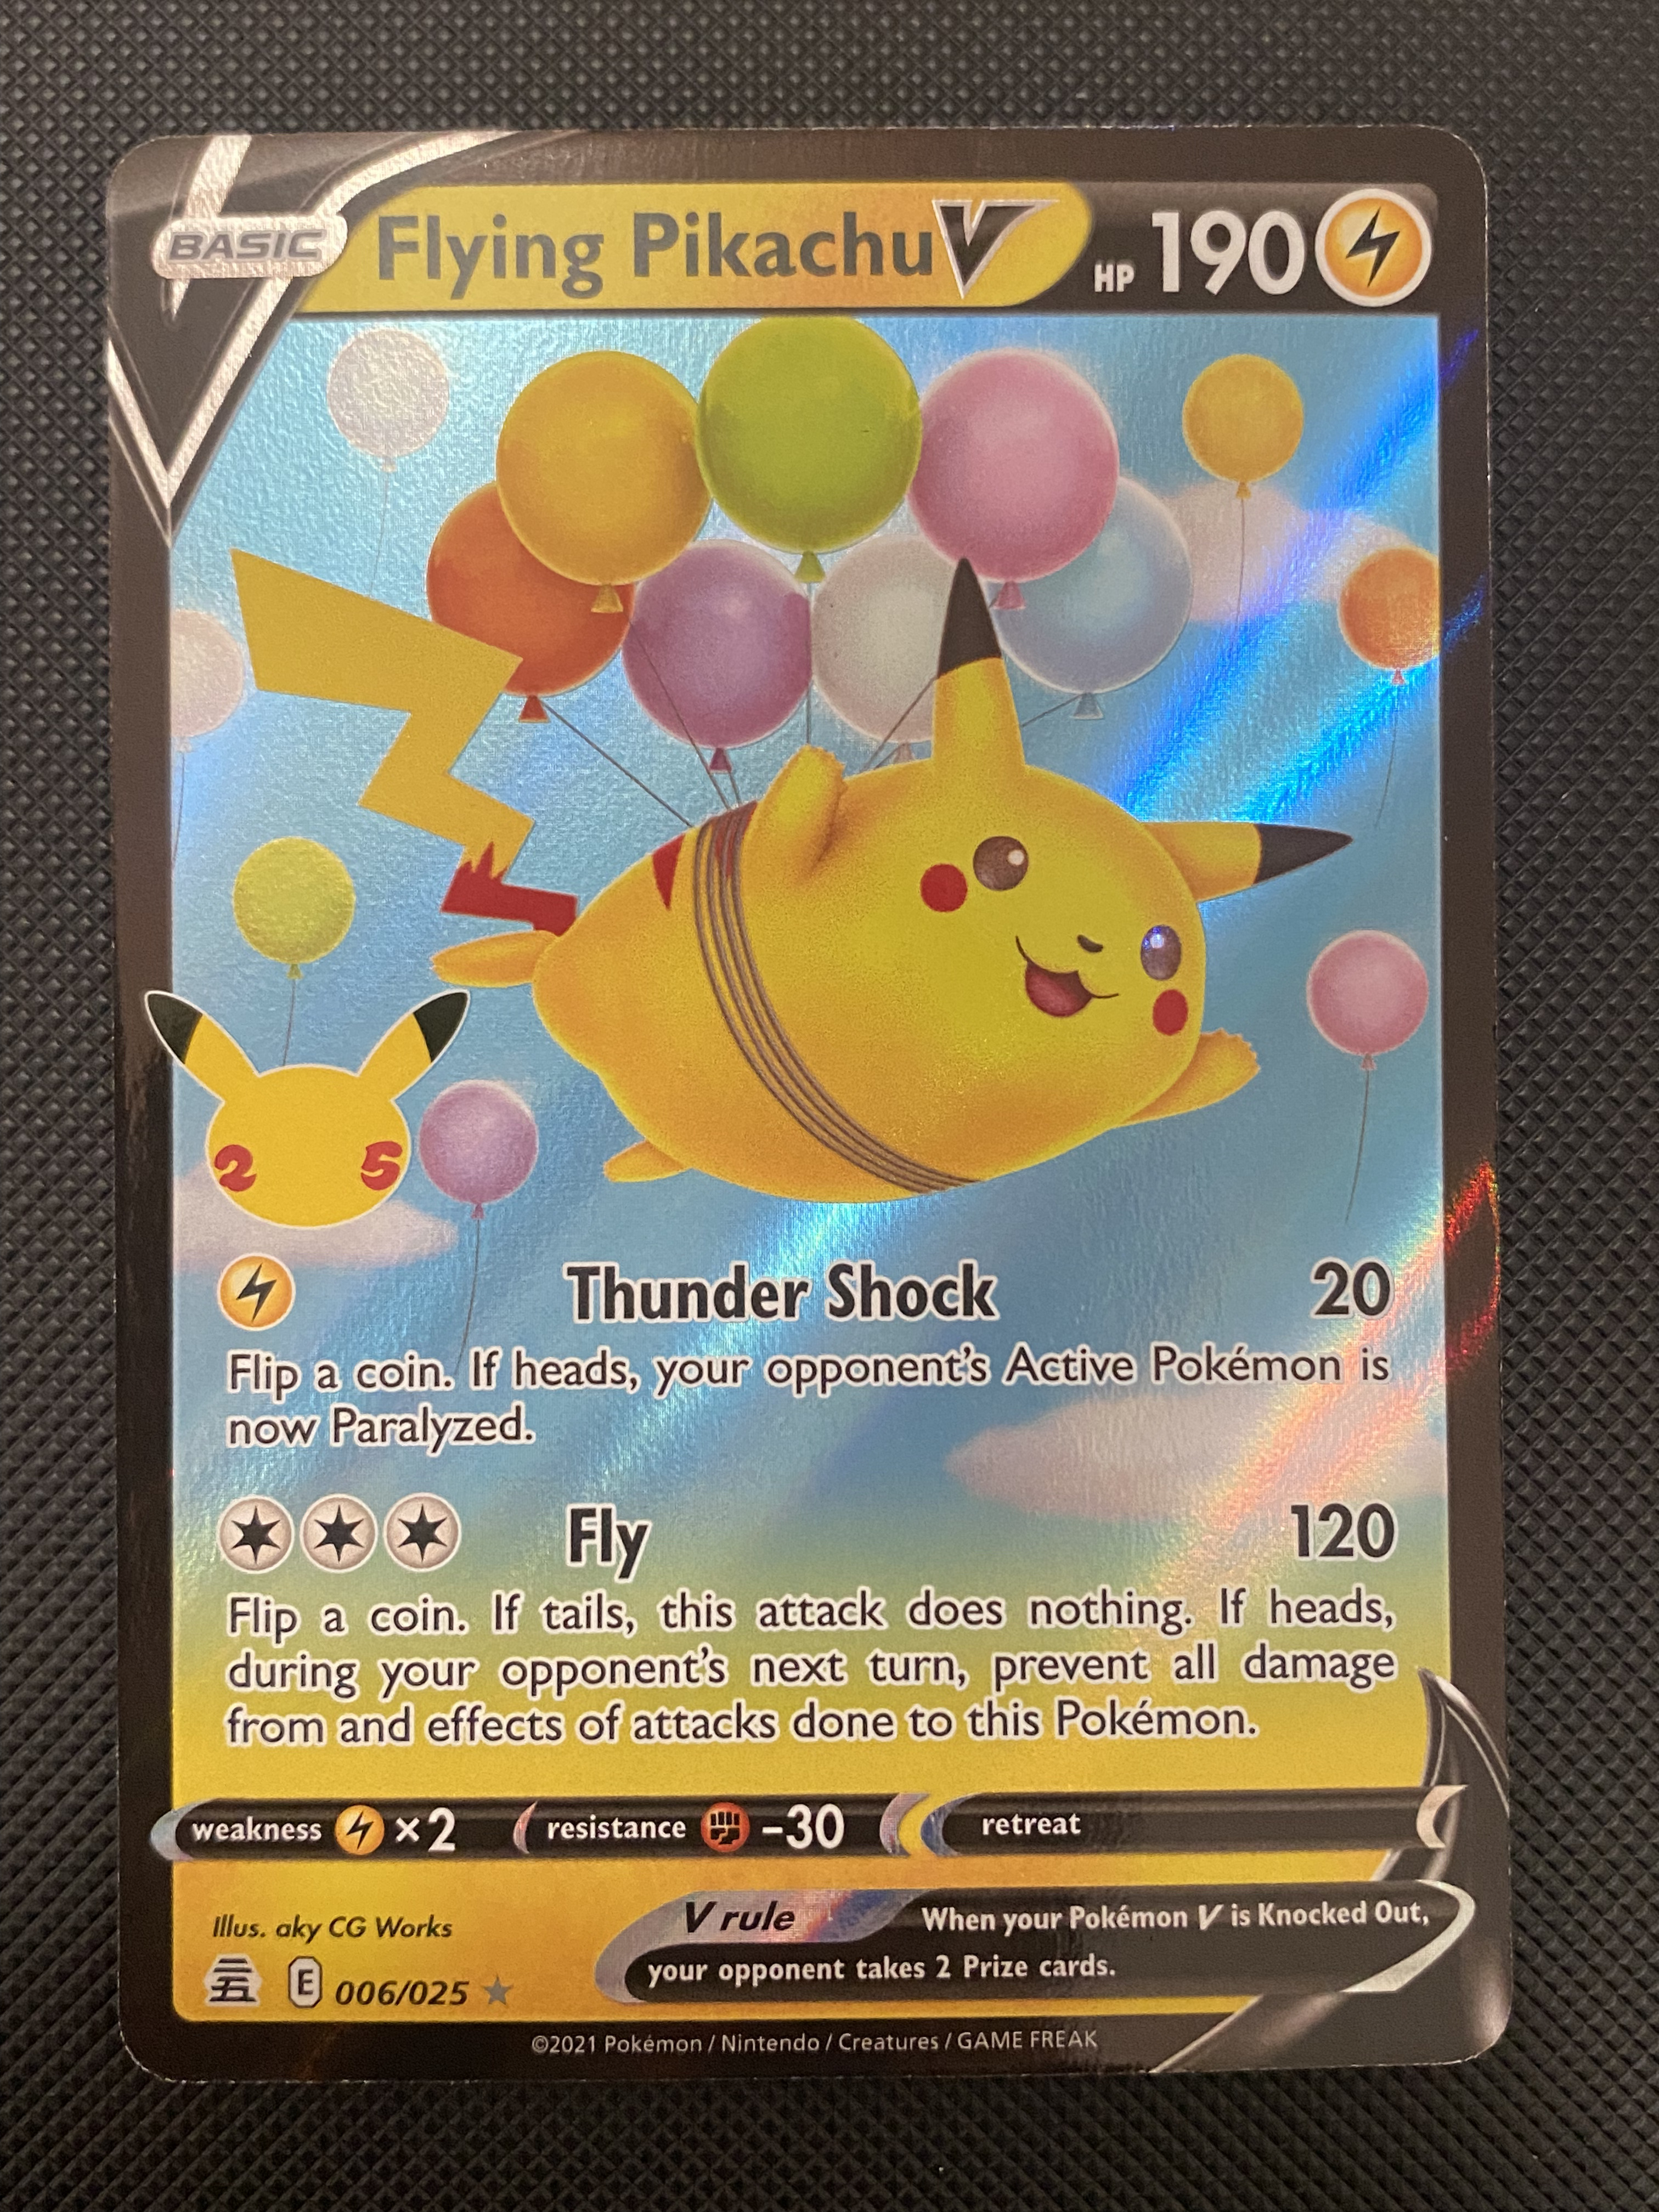 BASIC Flying Pikachu V HP 190
2 5
Thunder Shock 20
Flip a coin. If heads, your opponent's Active Pokémon is
now Paralyzed.
Fly 120
Flip a coin. If tails, this attack does nothing. If heads,
during your opponent's next turn, prevent all damage
from and effects of attacks done to this Pokémon.
weakness ×2 resistance -30 retreat
Illus. aky CG Works
V rule When your Pokémon V is Knocked Out,
your opponent takes 2 Prize cards.
E 006/025
©2021 Pokémon / Nintendo / Creatures / GAME FREAK